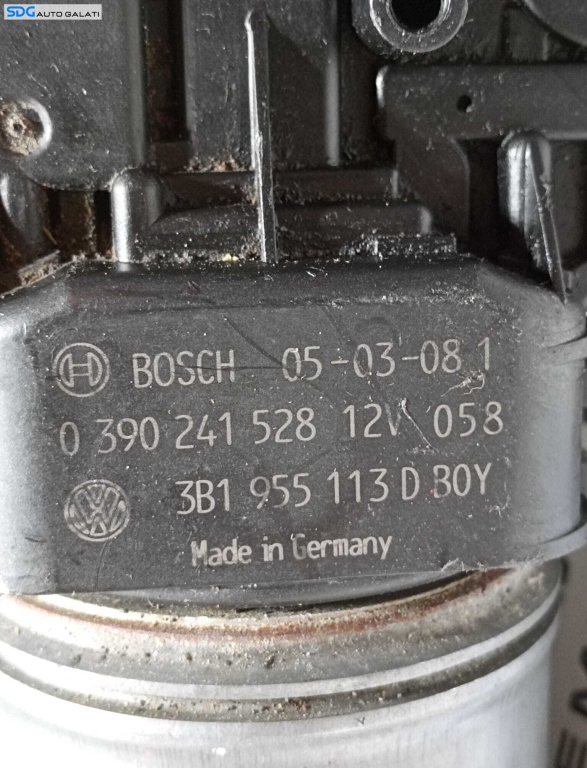 SDG AUTO GALATI
BOSCH 05-03-08 1
0 390 241 528 12V 058
3B1 955 113 D BOY
Made in Germany